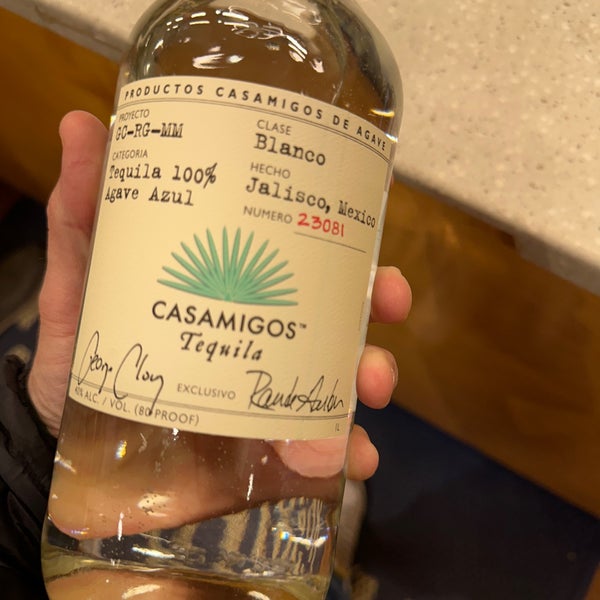 PRODUCTOS CASAMIGOS DE AGAVE
PROYECTO
GC-RG-MM
CATEGORIA
Tequila 100%
Agave Azul
CLASE
Blanco
HECHO
Jalisco, Mexico
NUMERO 23081
CASAMIGOS™
Tequila
EXCLUSIVO
40% ALC. / VOL. (80 PROOF)
1L